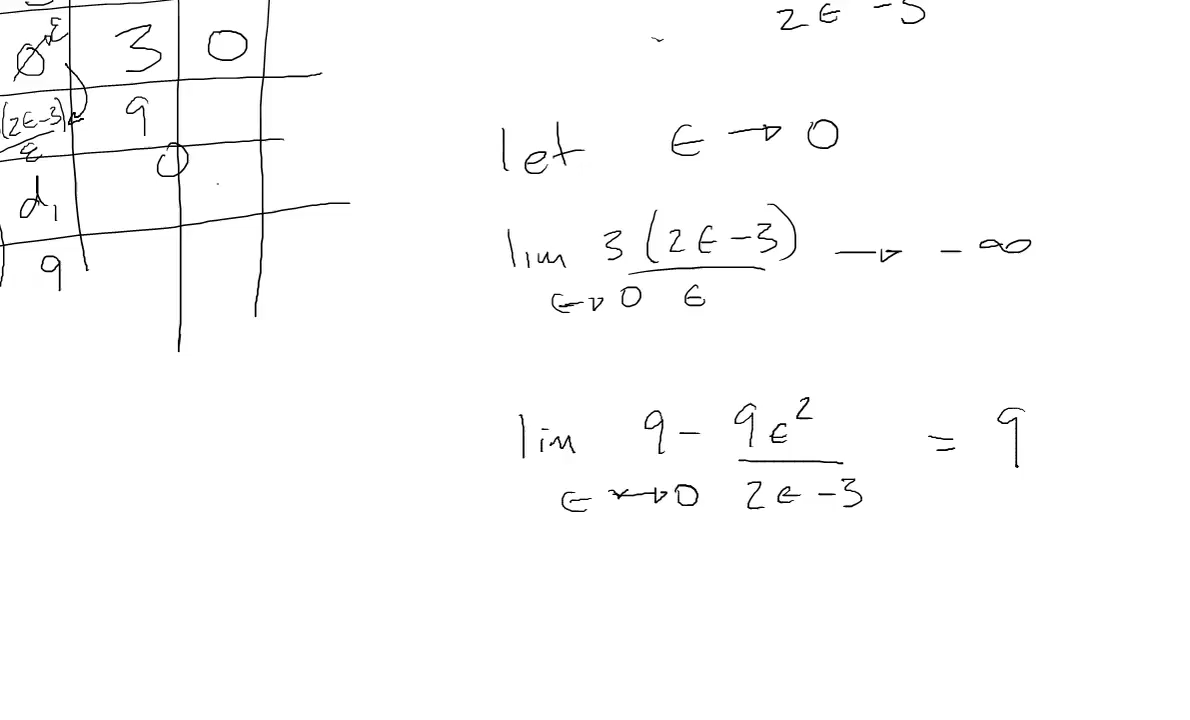 2ϵ -3
ε
0 3 0
(2ϵ-3) 9
ε
0
d₁
9
let ϵ → 0
lim 3 (2ϵ-3) → - ∞
ϵ→0 ϵ
lim 9 - 9ϵ² = 9
ϵ→0 2ϵ -3